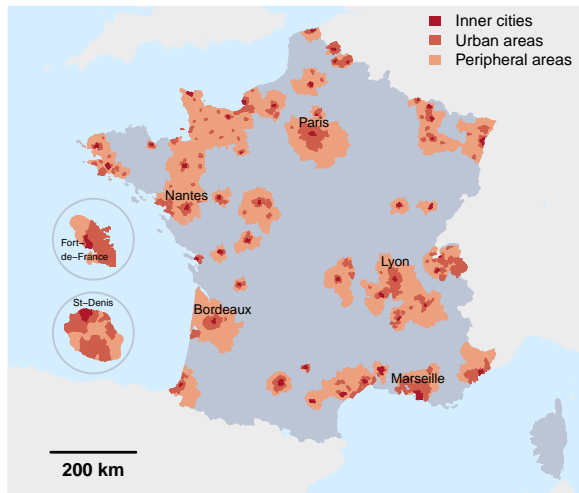 Inner cities
Urban areas
Peripheral areas
Paris
Nantes
Fort−
de−France
Lyon
St−Denis
Bordeaux
Marseille
200 km